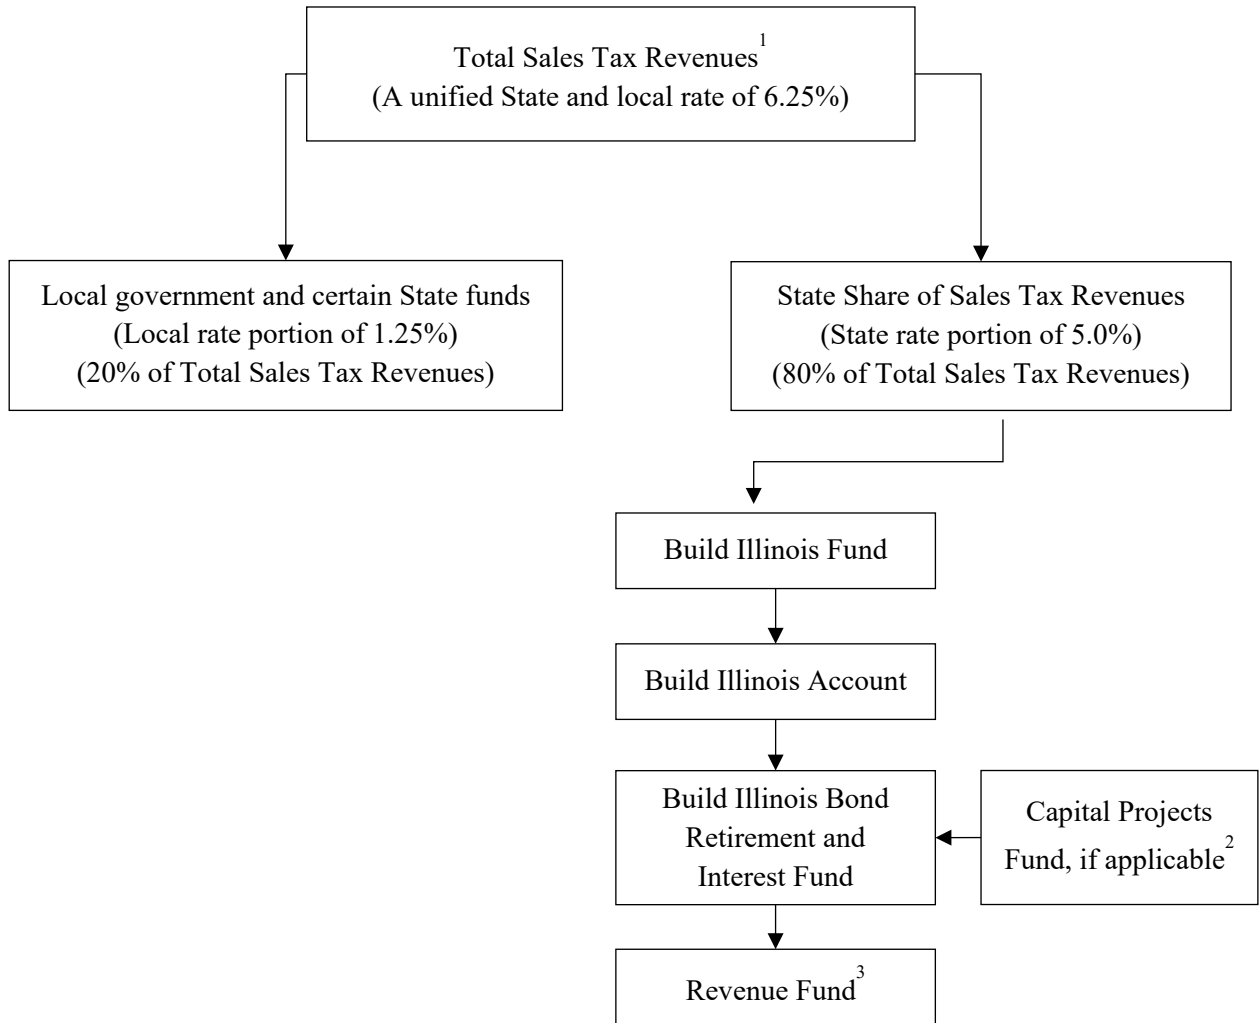 Total Sales Tax Revenues1
(A unified State and local rate of 6.25%)
Local government and certain State funds
(Local rate portion of 1.25%)
(20% of Total Sales Tax Revenues)
State Share of Sales Tax Revenues
(State rate portion of 5.0%)
(80% of Total Sales Tax Revenues)
Build Illinois Fund
Build Illinois Account
Build Illinois Bond
Retirement and
Interest Fund
Capital Projects
Fund, if applicable2
Revenue Fund3